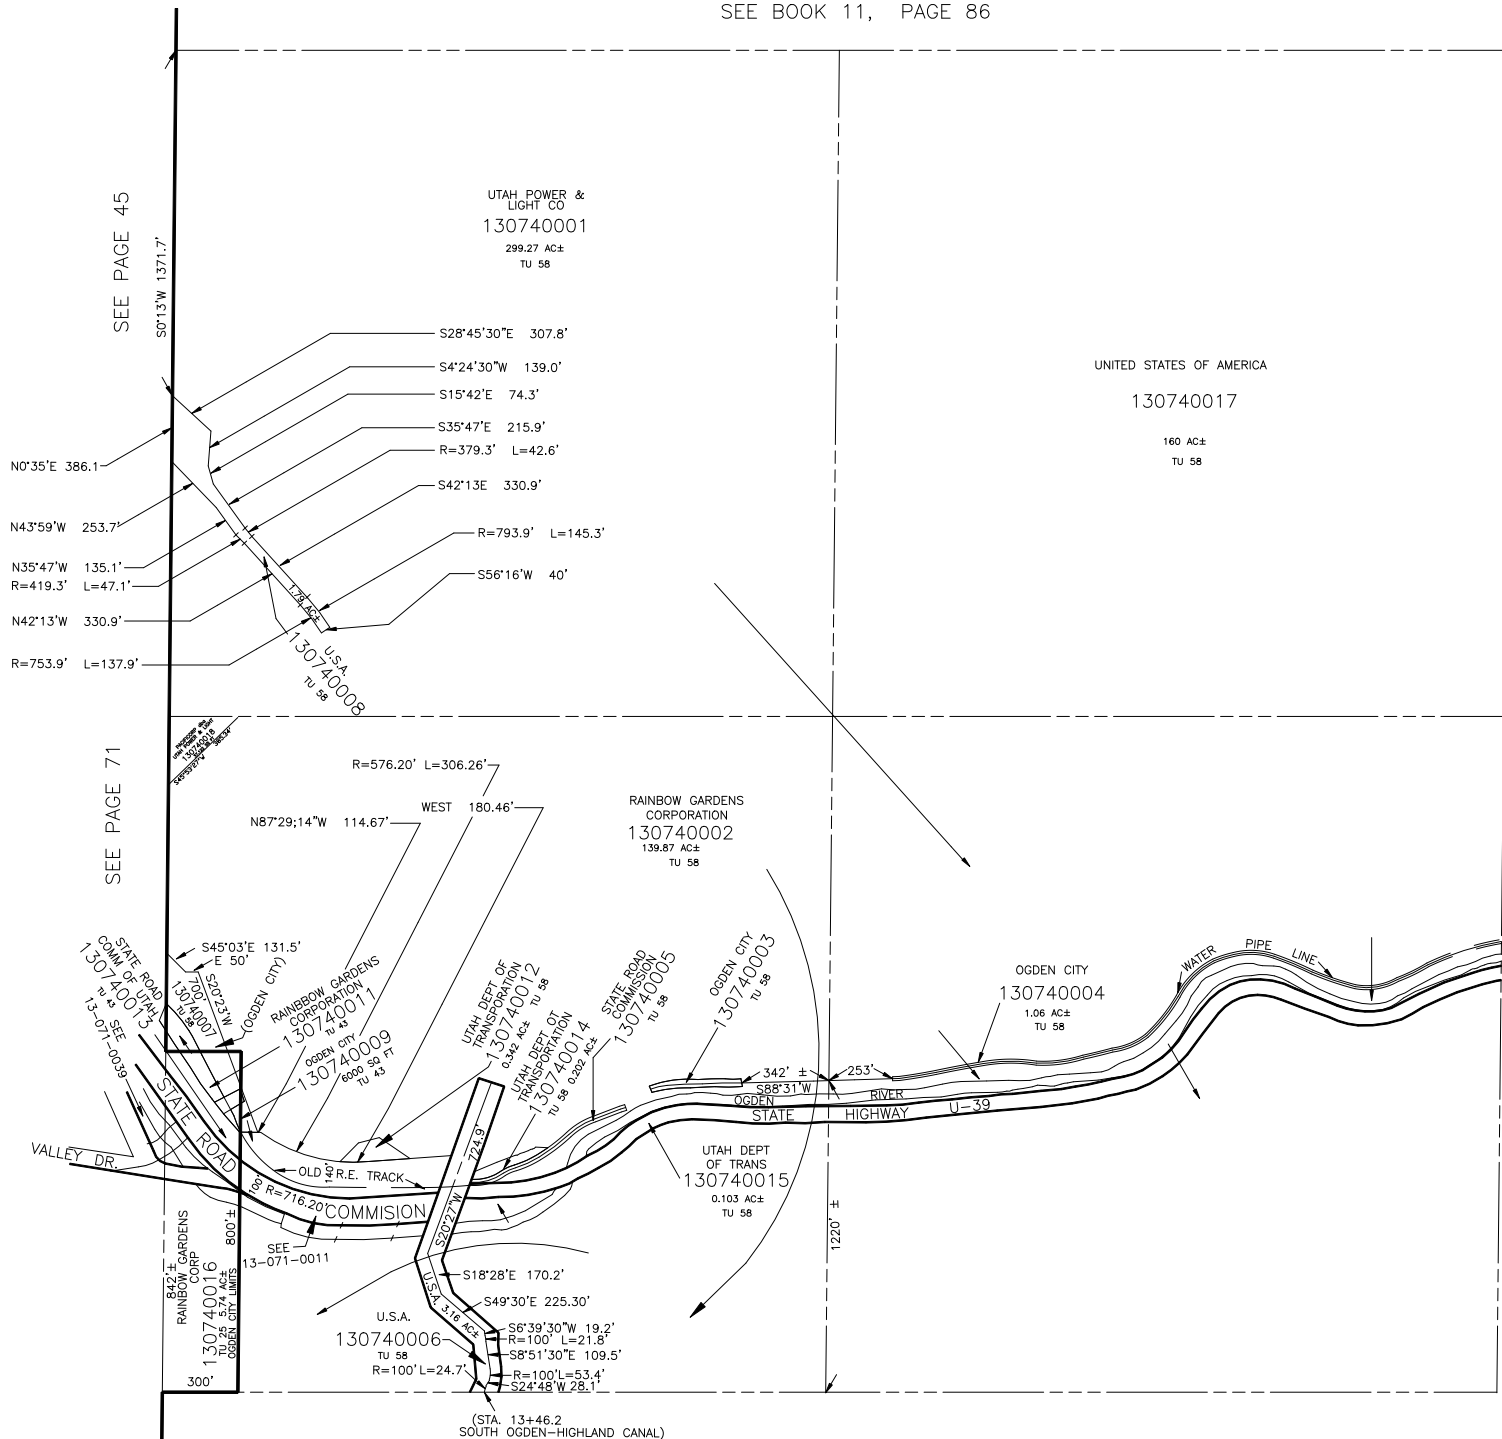 SEE BOOK 11, PAGE 86
SEE PAGE 45
S0°13'W 1371.7'
UTAH POWER &
LIGHT CO
130740001
299.27 AC±
TU 58
UNITED STATES OF AMERICA
130740017
160 AC±
TU 58
S28°45'30"E 307.8'
S4°24'30"W 139.0'
S15°42'E 74.3'
S35°47'E 215.9'
R=379.3' L=42.6'
S42°13E 330.9'
R=793.9' L=145.3'
S56°16'W 40'
N0°35'E 386.1
N43°59'W 253.7'
N35°47'W 135.1'
R=419.3' L=47.1'
N42°13'W 330.9'
R=753.9' L=137.9'
1.79 AC±
U.S.A.
130740008
TU 58
SEE PAGE 71
PACIFICORP dba
UTAH POWER & LIGHT
130740018
R=576.20' L=306.26'
WEST 180.46'
N87°29;14"W 114.67'
RAINBOW GARDENS
CORPORATION
130740002
139.87 AC±
TU 58
S45°03'E 131.5'
E 50'
S20°23'W
700'
130740007
TU 58
(OGDEN CITY)
STATE ROAD
COMM OF UTAH
130740013
TU 43 SEE
13-071-0039
RAINBBOW GARDENS
CORPORATION
130740011
TU 43
OGDEN CITY
130740009
6000 SQ FT
TU 43
UTAH DEPT OF
TRANSPORTATION
130740012
0.342 AC± TU 58
UTAH DEPT OT
TRANSPORTATION
130740014
TU 58 0.202 AC±
STATE ROAD
COMMISSION
130740005
TU 58
OGDEN CITY
130740003
TU 58
OGDEN CITY
130740004
1.06 AC±
TU 58
WATER PIPE LINE
342' ± 253'
S88°31'W
OGDEN RIVER
STATE HIGHWAY U-39
UTAH DEPT
OF TRANS
130740015
0.103 AC±
TU 58
1220' ±
VALLEY DR.
STATE ROAD COMMISION
OLD R.E. TRACK
140'
100'
R=716.20'
724.9'
S20°27"W
SEE
13-071-0011
842'±
RAINBOW GARDENS
CORP
130740016
TU 25 5.74 AC±
OGDEN CITY LIMITS
800'±
300'
S18°28'E 170.2'
S49°30'E 225.30'
U.S.A. 3.16 AC±
U.S.A.
130740006
TU 58
S6°39'30"W 19.2'
R=100' L=21.8'
S8°51'30"E 109.5'
R=100'L=24.7'
R=100'L=53.4'
S24°48'W 28.1'
(STA. 13+46.2
SOUTH OGDEN-HIGHLAND CANAL)